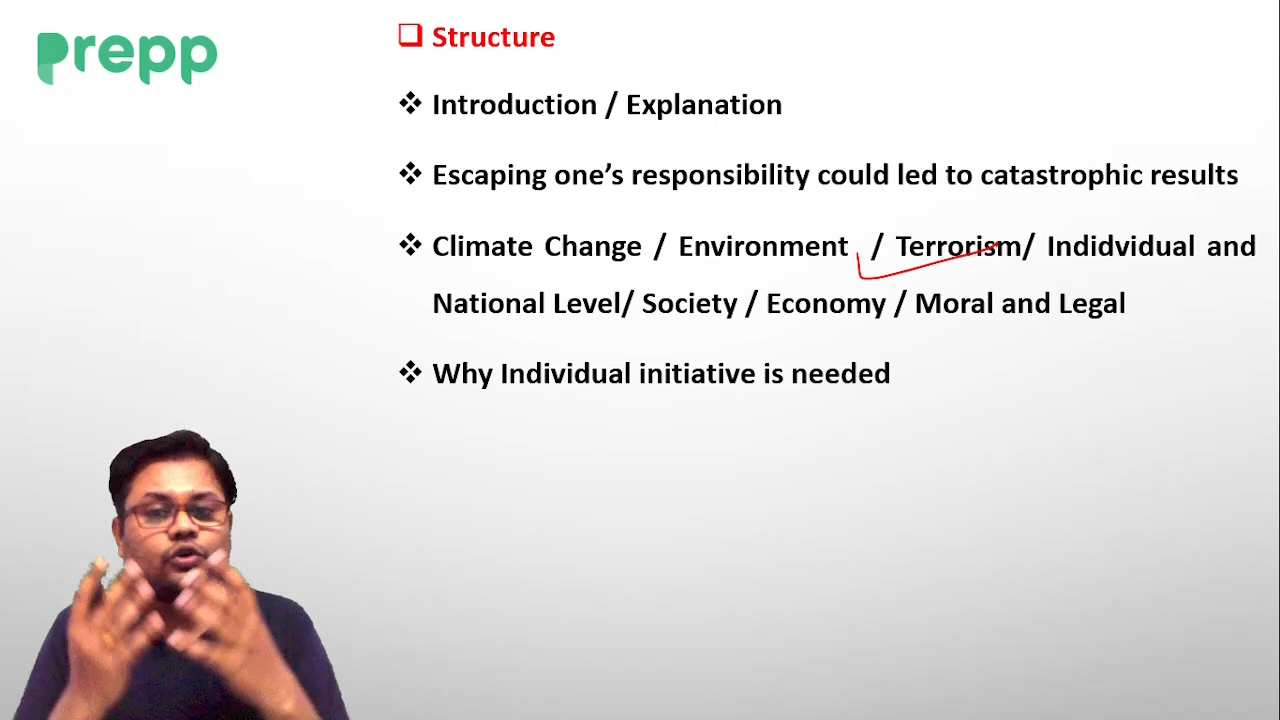 prepp
Structure
Introduction / Explanation
Escaping one’s responsibility could led to catastrophic results
Climate Change / Environment / Terrorism/ Indidvidual and
National Level/ Society / Economy / Moral and Legal
Why Individual initiative is needed